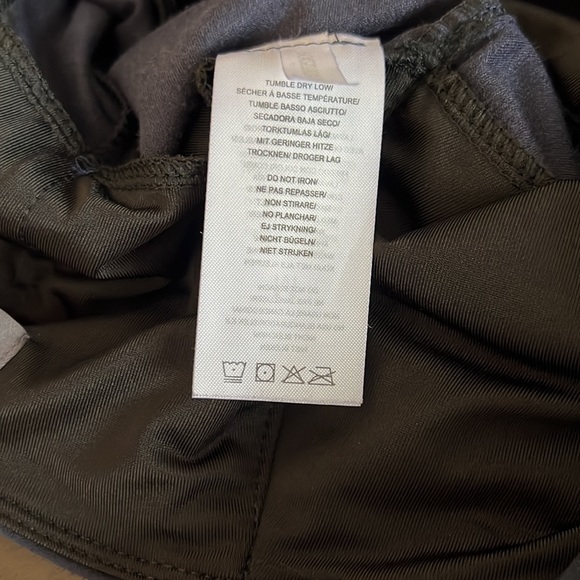 TUMBLE DRY LOW/
SÉCHER À BASSE TEMPÉRATURE/
TUMBLE BASSO ASCIUTTO/
SECADORA BAJA SECO/
TORKTUMLAS LÅG/
MIT GERINGER HITZE
TROCKNEN/ DROGER LAG
DO NOT IRON/
NE PAS REPASSER/
NON STIRARE/
NO PLANCHAR/
EJ STRYKNING/
NICHT BÜGELN/
NIET STRIJKEN